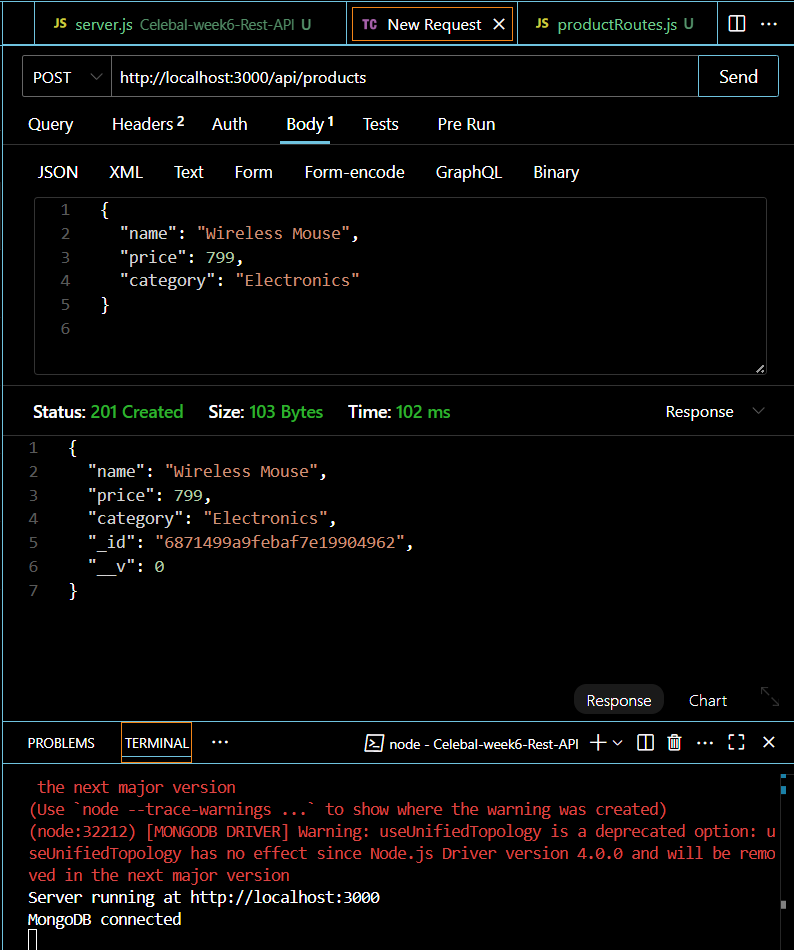 JS server.js Celebal-week6-Rest-API U TC New Request JS productRoutes.js U ...
POST http://localhost:3000/api/products Send
Query Headers 2 Auth Body 1 Tests Pre Run
JSON XML Text Form Form-encode GraphQL Binary
1 {
2 "name": "Wireless Mouse",
3 "price": 799,
4 "category": "Electronics"
5 }
6
Status: 201 Created Size: 103 Bytes Time: 102 ms Response
1 {
2 "name": "Wireless Mouse",
3 "price": 799,
4 "category": "Electronics",
5 "_id": "6871499a9febaf7e19904962",
6 "__v": 0
7 }
Response Chart
PROBLEMS TERMINAL ... node - Celebal-week6-Rest-API ...
the next major version
(Use `node --trace-warnings ...` to show where the warning was created)
(node:32212) [MONGODB DRIVER] Warning: useUnifiedTopology is a deprecated option: u
seUnifiedTopology has no effect since Node.js Driver version 4.0.0 and will be remo
ved in the next major version
Server running at http://localhost:3000
MongoDB connected